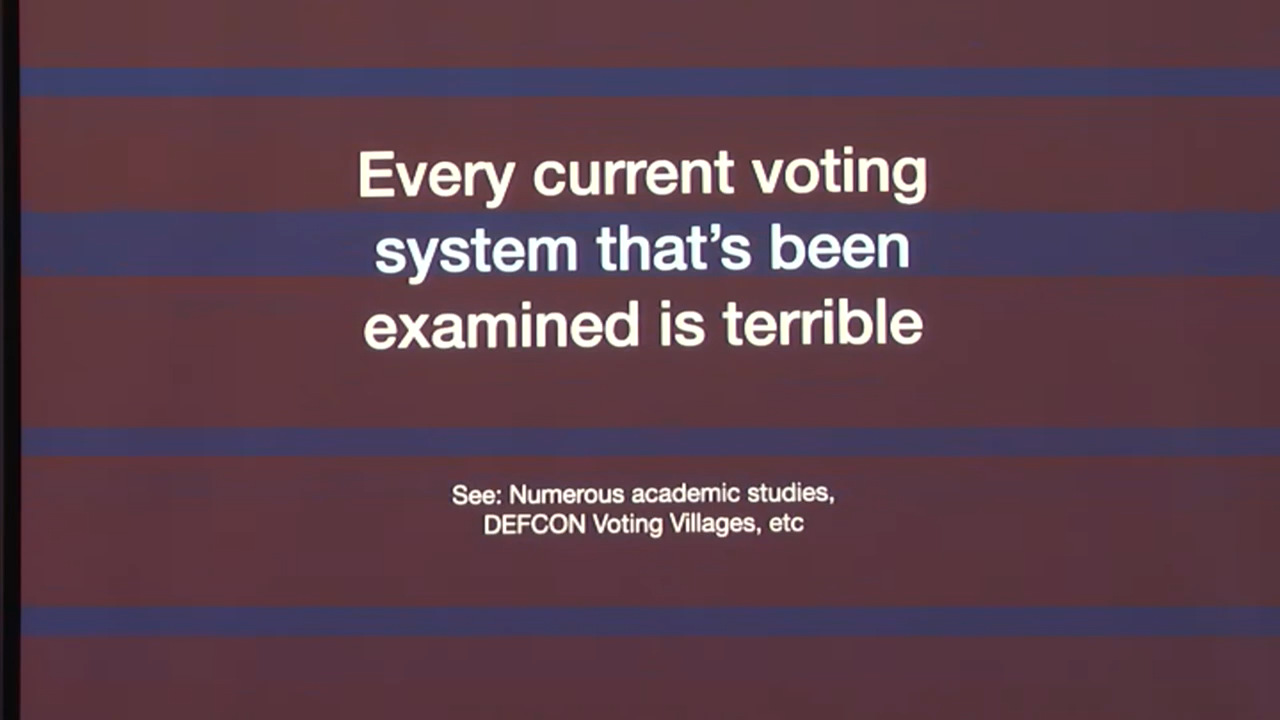 Every current voting
system that’s been
examined is terrible
See: Numerous academic studies,
DEFCON Voting Villages, etc